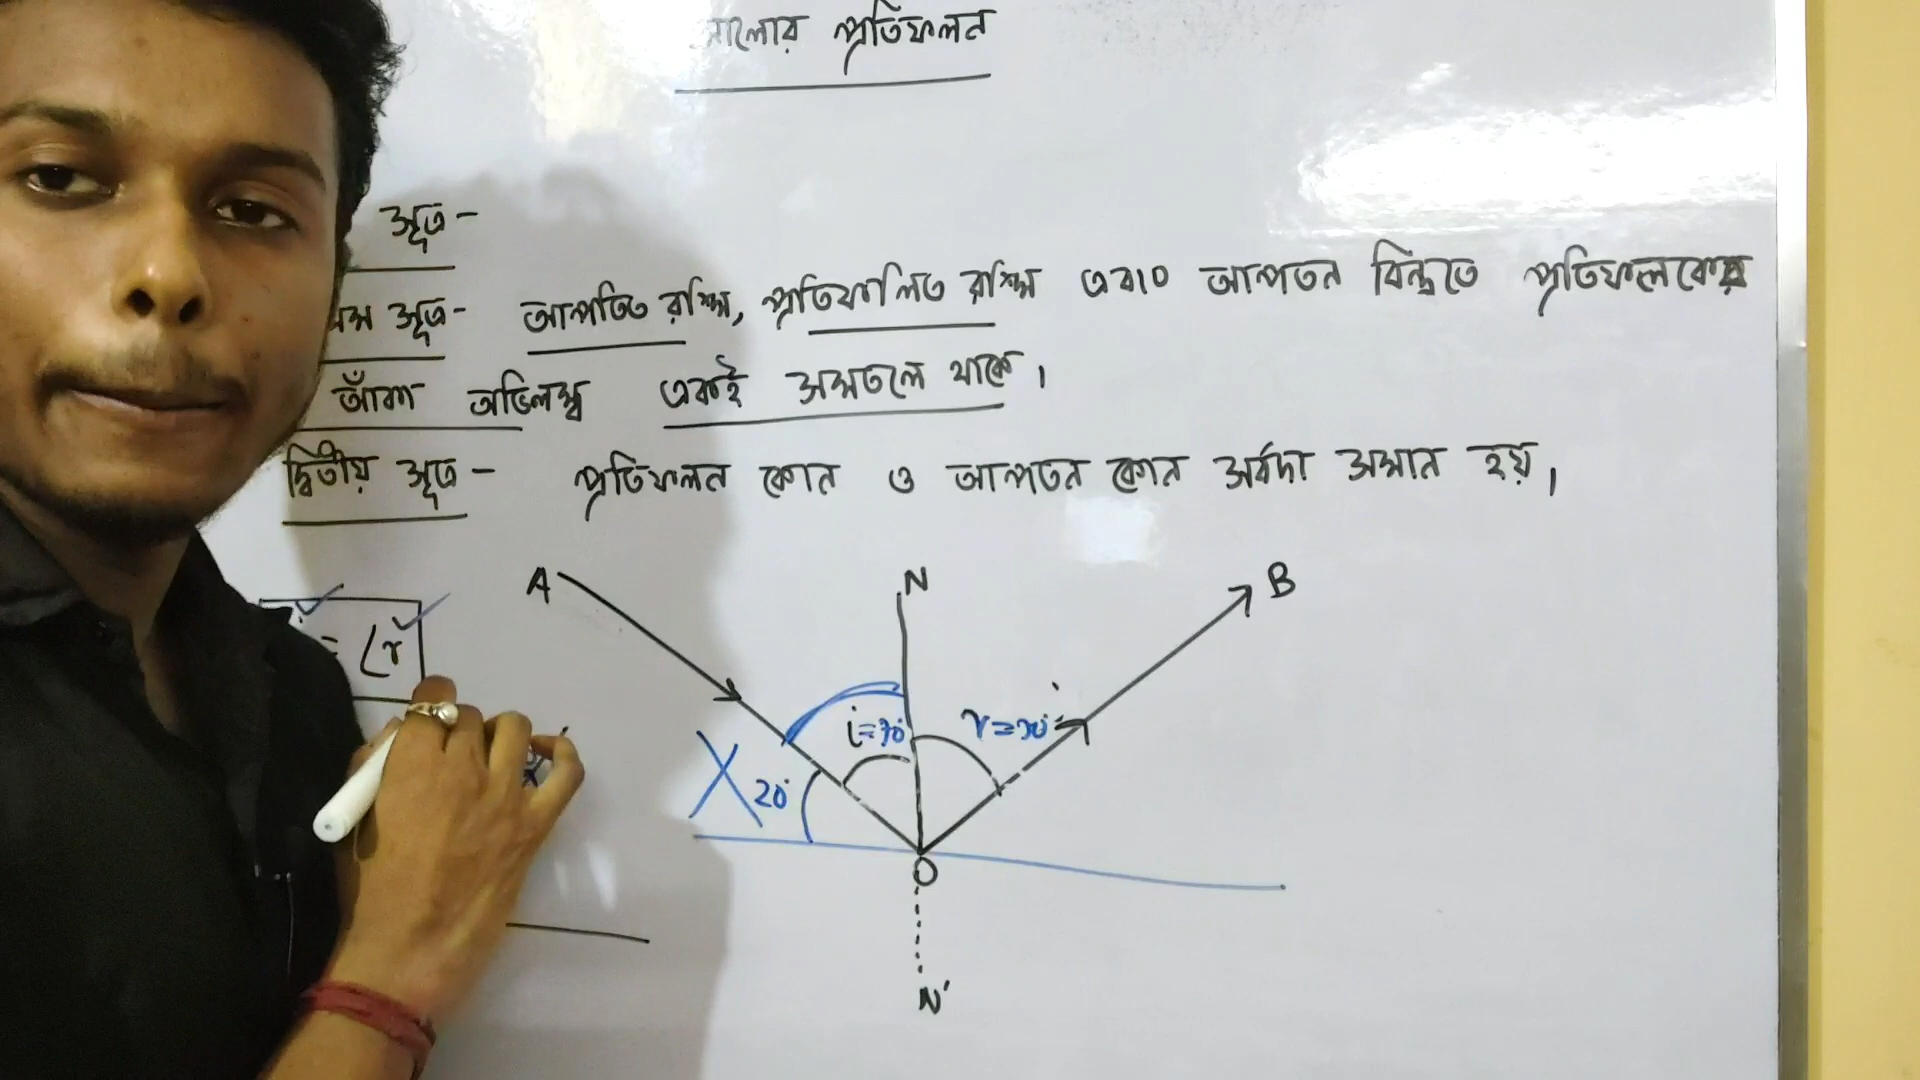 আলোর প্রতিফলন
সূত্র -
সূত্র - আপতিত রশ্মি, প্রতিফলিত রশ্মি এবং আপতন বিন্দুতে প্রতিফলকের
আঁকা অভিলম্ব একই সমতলে থাকে।
দ্বিতীয় সূত্র - প্রতিফলন কোন ও আপতন কোন সর্বদা সমান হয়।
A
N
B
= ∠r
i=70°
r=70°
20°
O
N'